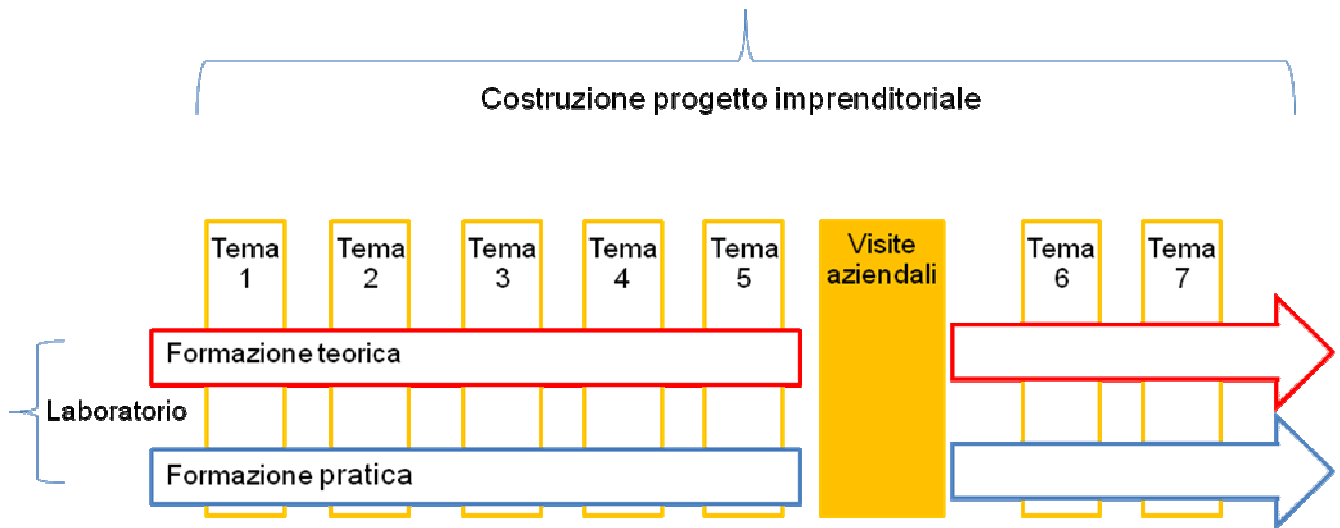 Costruzione progetto imprenditoriale
Tema
1
Tema
2
Tema
3
Tema
4
Tema
5
Visite
aziendali
Tema
6
Tema
7
Formazione teorica
Laboratorio
Formazione pratica